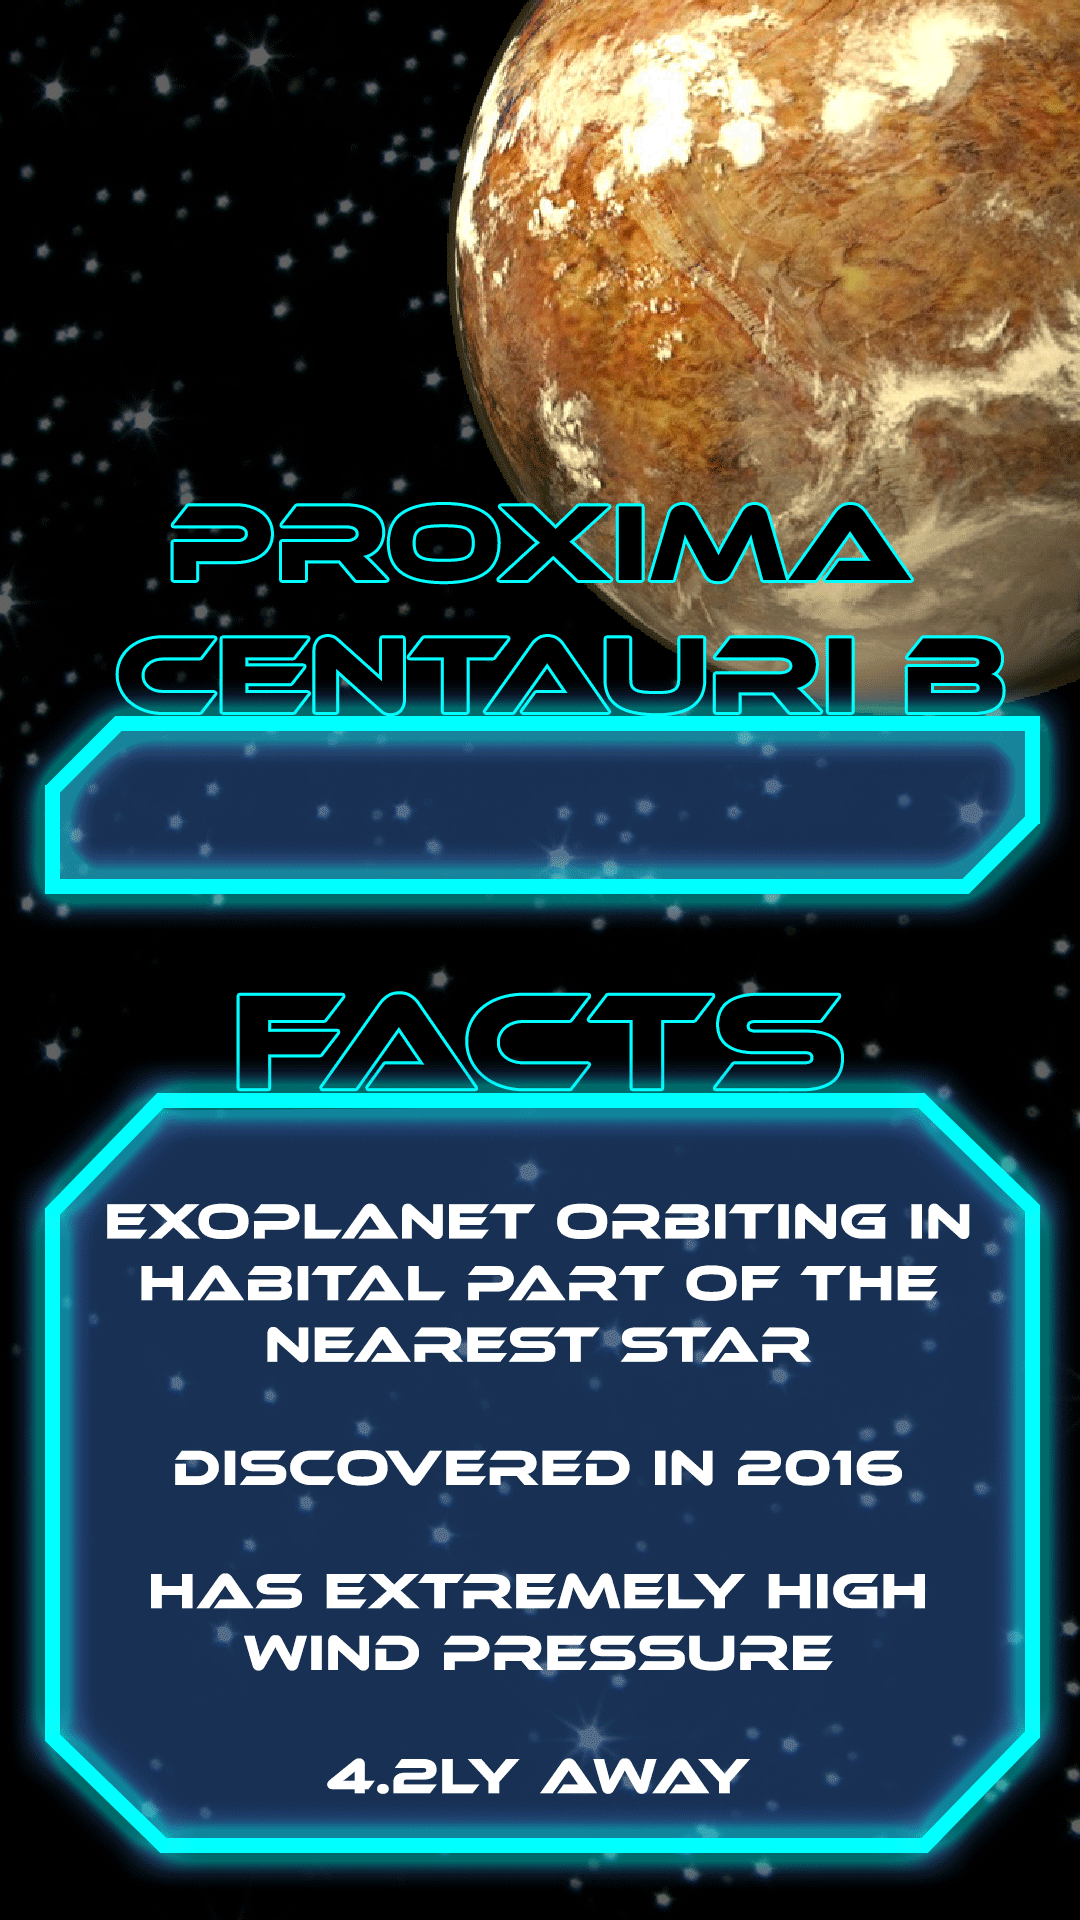 PROXIMA
CENTAURI B
FACTS
EXOPLANET ORBITING IN
HABITAL PART OF THE
NEAREST STAR
DISCOVERED IN 2016
HAS EXTREMELY HIGH
WIND PRESSURE
4.2LY AWAY